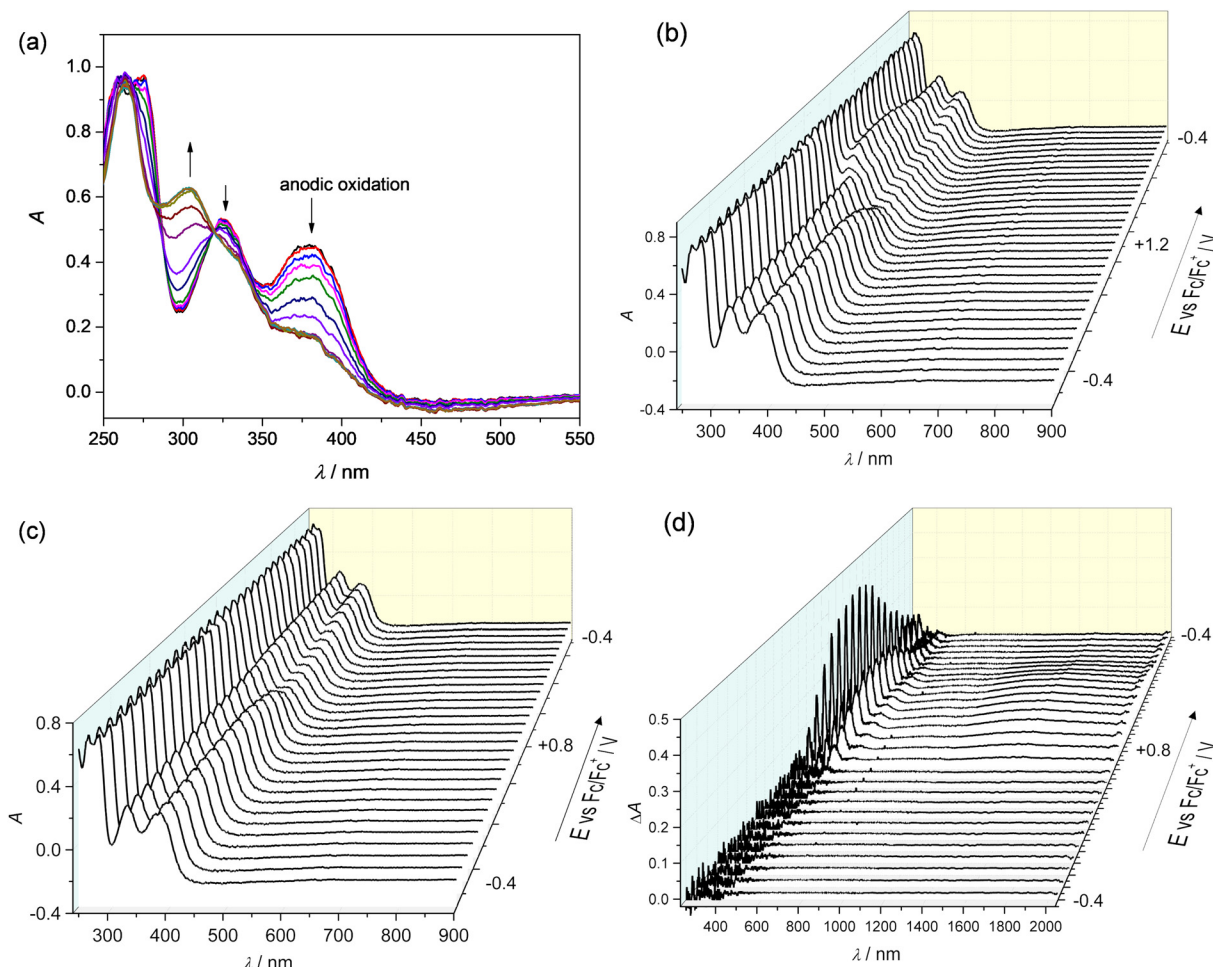 (a)
1.0
0.8
0.6
0.4
0.2
0.0
A
anodic oxidation
250 300 350 400 450 500 550
λ / nm
(b)
0.8
0.4
0.0
-0.4
A
300 400 500 600 700 800 900
λ / nm
-0.4
+1.2
-0.4
E vs Fc/Fc⁺ / V
(c)
0.8
0.4
0.0
-0.4
A
300 400 500 600 700 800 900
λ / nm
-0.4
+0.8
-0.4
E vs Fc/Fc⁺ / V
(d)
0.5
0.4
0.3
0.2
0.1
0.0
ΔA
400 600 800 1000 1200 1400 1600 1800 2000
λ / nm
-0.4
+0.8
-0.4
E vs Fc/Fc⁺ / V